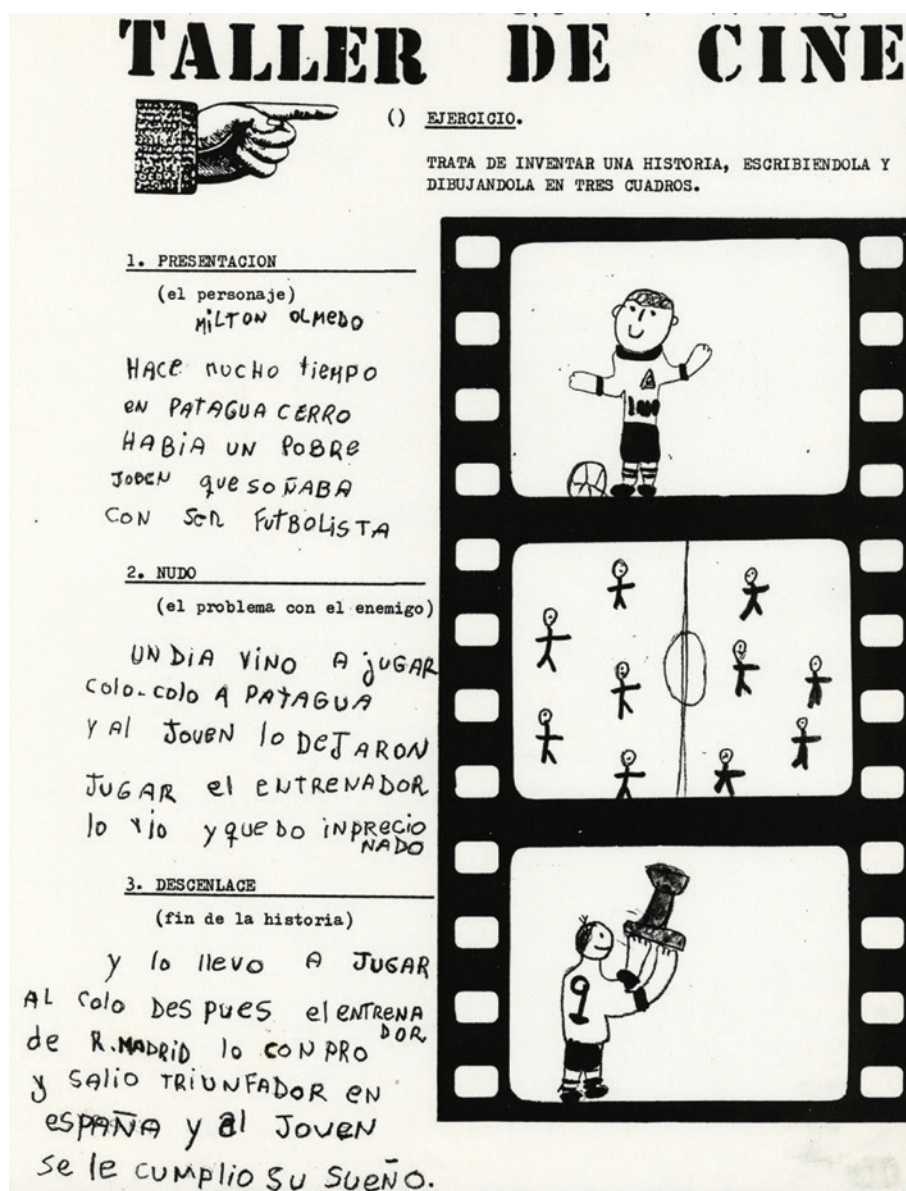 TALLER DE CINE
() EJERCICIO.
TRATA DE INVENTAR UNA HISTORIA, ESCRIBIENDOLA Y
DIBUJANDOLA EN TRES CUADROS.
1. PRESENTACION
(el personaje)
MiLTON OLMEDO
HACE MUCHO tiEMPO
eN PATAGUA CERRO
HABiA UN POBRe
JOBEN que SOÑABA
CON SER FUTBOLiSTA
2. NUDO
(el problema con el enemigo)
UN DiA ViNO A jUGAR
COLO-COLO A PATAGUA
Y AL JOVEN lo DeJARON
JUGAR el ENTRENADOR
lo Vio y queDo iNPRECiO
NADO
3. DESCENLACE
(fin de la historia)
y lo llevo A JUGAR
AL Colo DesPues el ENTRENA
DOR
de R.MADRiD lo CONPRO
y SALiO TRiUNFADOR EN
esPAÑA y al JOVEN
Se le CUMPLiO SU SUEÑO.
9